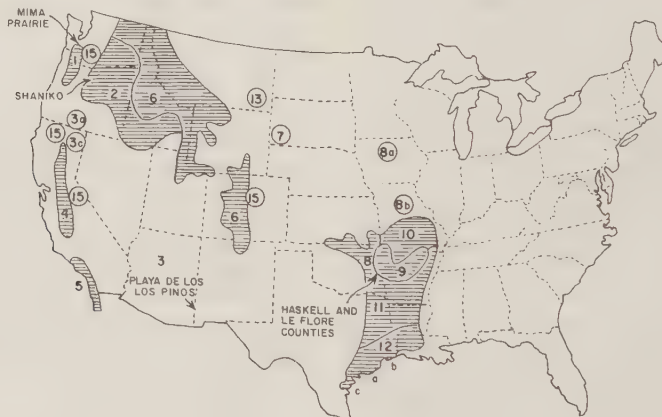 MIMA
PRAIRIE
15
1
SHANIKO
2
6
13
7
3a
15
3c
8a
15
4
6
15
8b
10
3
8
9
PLAYA DE LOS
LOS PINOS
5
HASKELL AND
LE FLORE
COUNTIES
11
12
b
a
c